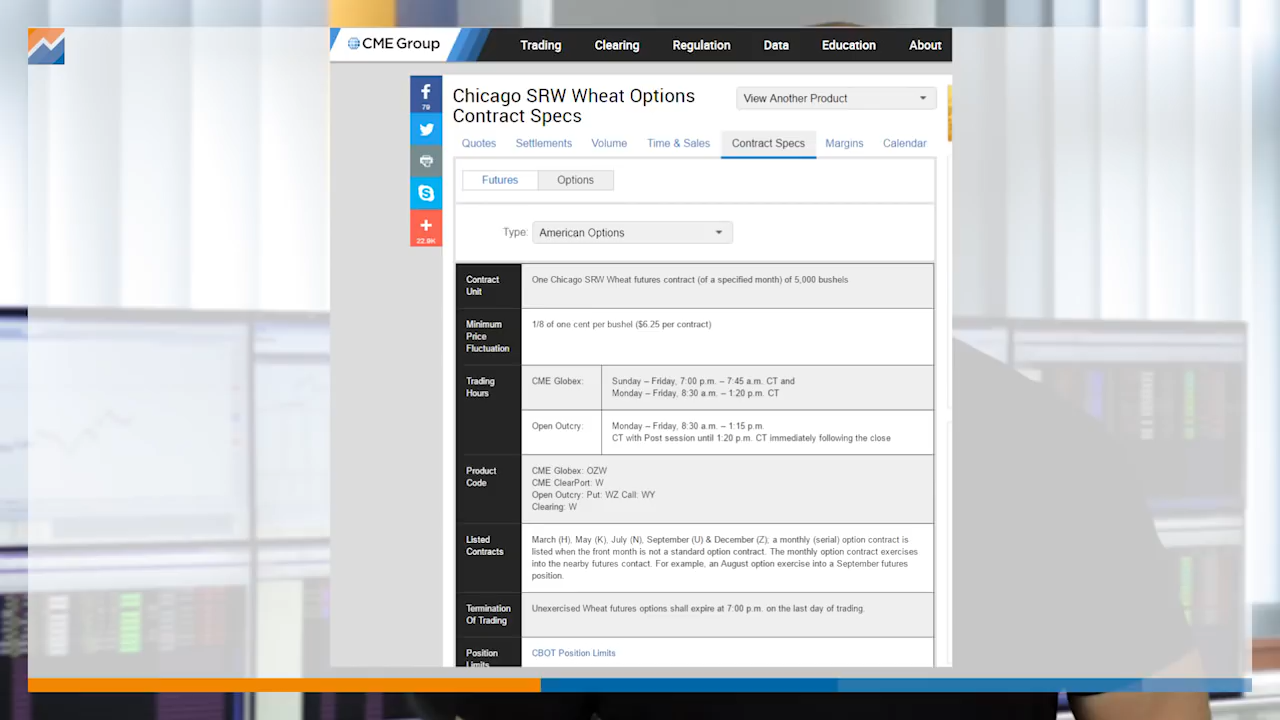 CME Group
Trading
Clearing
Regulation
Data
Education
About
79
22.9K
Chicago SRW Wheat Options
Contract Specs
View Another Product
Quotes
Settlements
Volume
Time & Sales
Contract Specs
Margins
Calendar
Futures
Options
Type:
American Options
Contract
Unit
One Chicago SRW Wheat futures contract (of a specified month) of 5,000 bushels
Minimum
Price
Fluctuation
1/8 of one cent per bushel ($6.25 per contract)
Trading
Hours
CME Globex:
Sunday – Friday, 7:00 p.m. – 7:45 a.m. CT and
Monday – Friday, 8:30 a.m. – 1:20 p.m. CT
Open Outcry:
Monday – Friday, 8:30 a.m. – 1:15 p.m.
CT with Post session until 1:20 p.m. CT immediately following the close
Product
Code
CME Globex: OZW
CME ClearPort: W
Open Outcry: Put: WZ Call: WY
Clearing: W
Listed
Contracts
March (H), May (K), July (N), September (U) & December (Z); a monthly (serial) option contract is
listed when the front month is not a standard option contract. The monthly option contract exercises
into the nearby futures contact. For example, an August option exercise into a September futures
position.
Termination
Of Trading
Unexercised Wheat futures options shall expire at 7:00 p.m. on the last day of trading.
Position
Limits
CBOT Position Limits